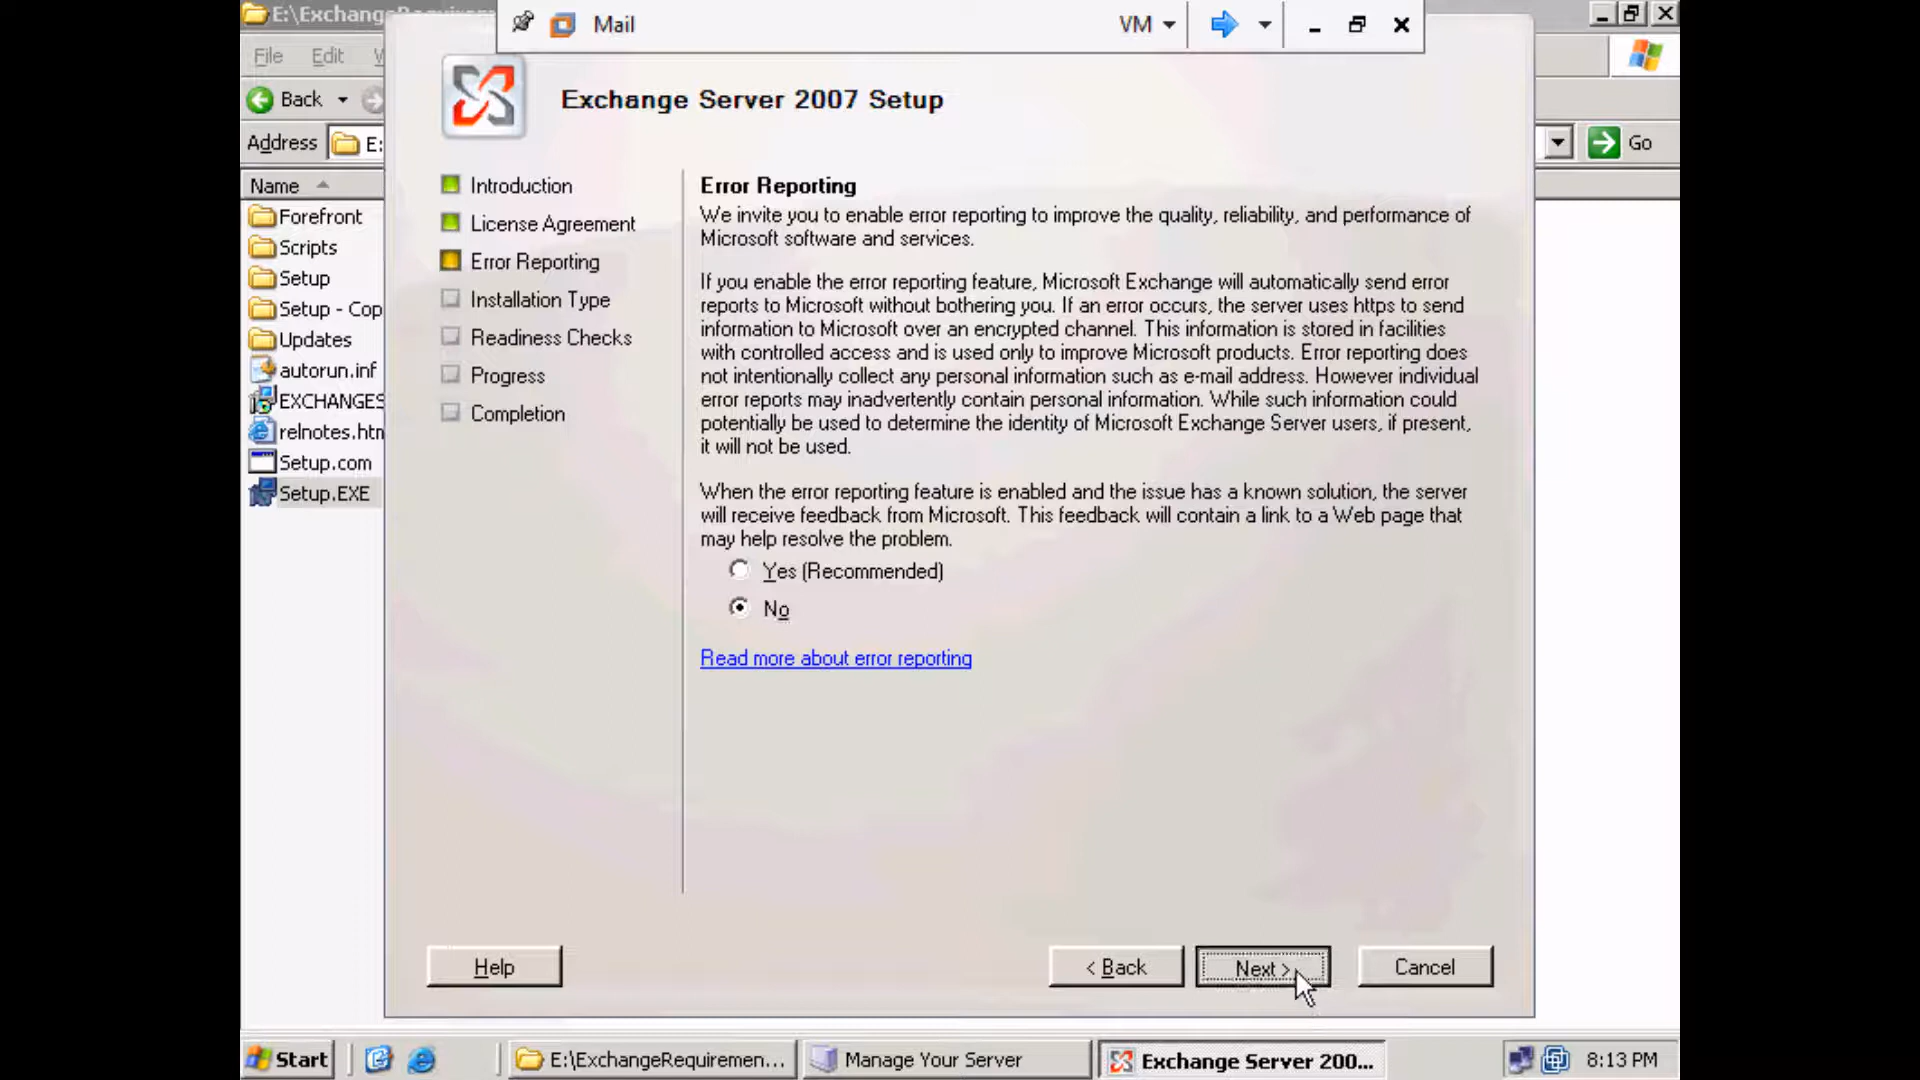 E:\ExchangeRequirem
Mail
VM
File Edit
Back
Address E:
Go
Name
Forefront
Scripts
Setup
Setup - Cop
Updates
autorun.inf
EXCHANGES
relnotes.htm
Setup.com
Setup.EXE
Exchange Server 2007 Setup
Introduction
License Agreement
Error Reporting
Installation Type
Readiness Checks
Progress
Completion
Error Reporting
We invite you to enable error reporting to improve the quality, reliability, and performance of
Microsoft software and services.
If you enable the error reporting feature, Microsoft Exchange will automatically send error
reports to Microsoft without bothering you. If an error occurs, the server uses https to send
information to Microsoft over an encrypted channel. This information is stored in facilities
with controlled access and is used only to improve Microsoft products. Error reporting does
not intentionally collect any personal information such as e-mail address. However individual
error reports may inadvertently contain personal information. While such information could
potentially be used to determine the identity of Microsoft Exchange Server users, if present,
it will not be used.
When the error reporting feature is enabled and the issue has a known solution, the server
will receive feedback from Microsoft. This feedback will contain a link to a Web page that
may help resolve the problem.
Yes (Recommended)
No
Read more about error reporting
Help
< Back
Next >
Cancel
Start
E:\ExchangeRequiremen...
Manage Your Server
Exchange Server 200...
8:13 PM